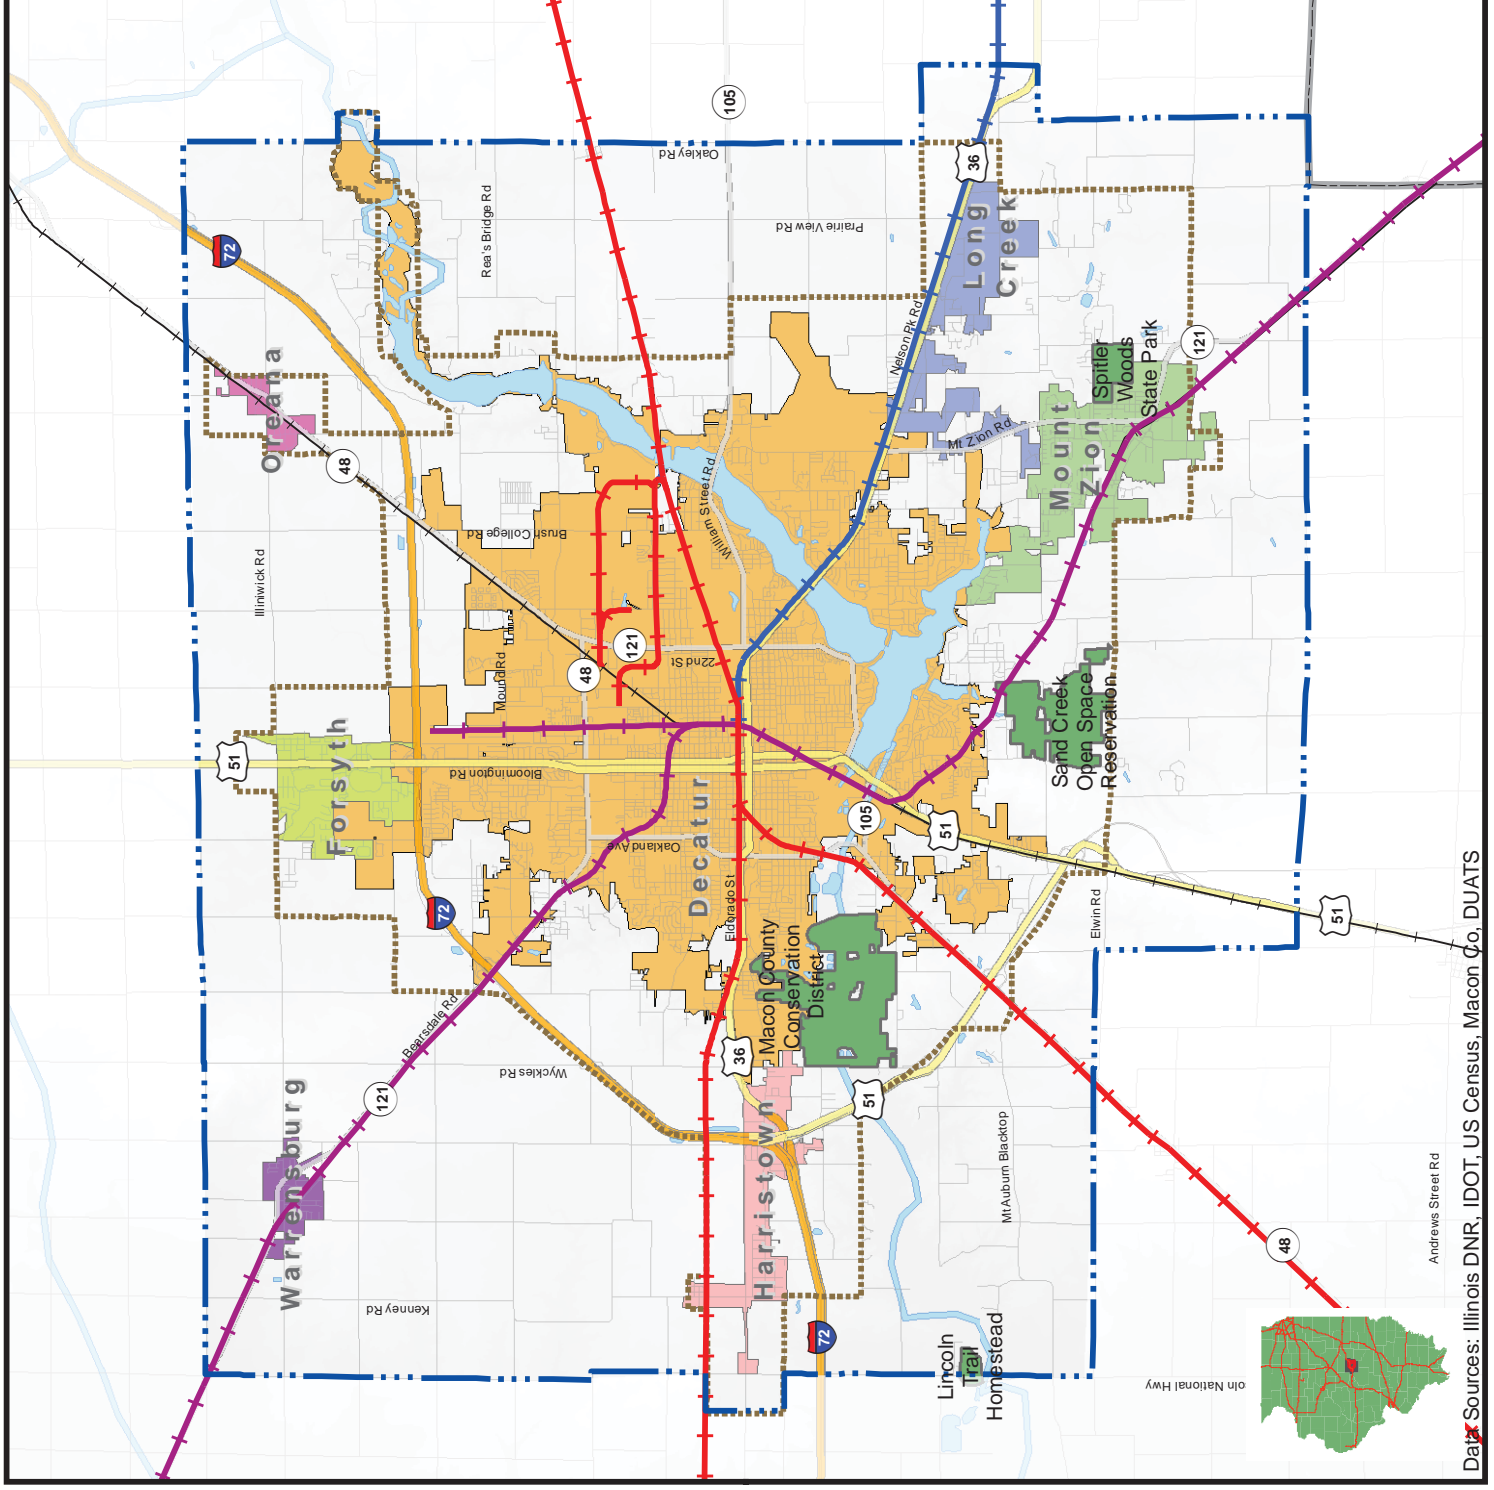 Warrensburg
Forsyth
Oreana
Decatur
Harristown
Long
Creek
Mount
Zion
Macon County
Conservation
District
Sand Creek
Open Space
Reservation
Spitler
Woods
State Park
Lincoln
Trail
Homestead
Kenney Rd
Bearsdale Rd
Wyckles Rd
Illiniwick Rd
Bloomington Rd
Mound Rd
Brush College Rd
Rea's Bridge Rd
Oakley Rd
Prairie View Rd
Nelson Pk Rd
Mt Zion Rd
William Street Rd
22nd St
Oakland Ave
Eldorado St
Elwin Rd
Mt Auburn Blacktop
Andrews Street Rd
oln National Hwy
72
72
72
51
51
51
51
36
36
48
48
48
121
121
121
105
105
Data Sources: Illinois DNR, IDOT, US Census, Macon Co, DUATS